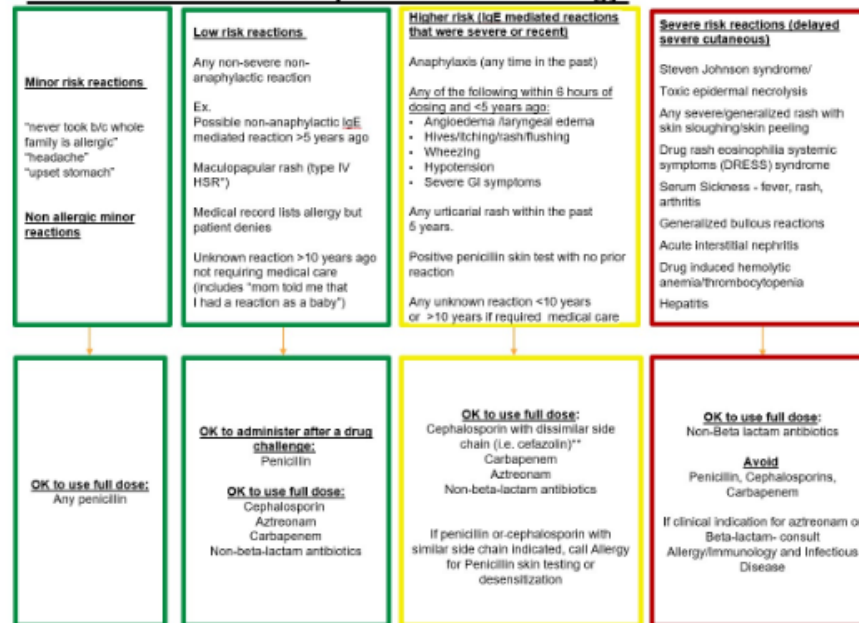 Minor risk reactions
"never took b/c whole
family is allergic"
"headache"
"upset stomach"
Non allergic minor
reactions
Low risk reactions
Any non-severe non-
anaphylactic reaction
Ex.
Possible non-anaphylactic IgE
mediated reaction >5 years ago
Maculopapular rash (type IV
HSR*)
Medical record lists allergy but
patient denies
Unknown reaction >10 years ago
not requiring medical care
(includes "mom told me that
I had a reaction as a baby")
Higher risk (IgE mediated reactions
that were severe or recent)
Anaphylaxis (any time in the past)
Any of the following within 6 hours of
dosing and <5 years ago:
• Angioedema /laryngeal edema
• Hives/itching/rash/flushing
• Wheezing
• Hypotension
• Severe GI symptoms
Any urticarial rash within the past
5 years.
Positive penicillin skin test with no prior
reaction
Any unknown reaction <10 years
or >10 years if required medical care
Severe risk reactions (delayed
severe cutaneous)
Steven Johnson syndrome/
Toxic epidermal necrolysis
Any severe/generalized rash with
skin sloughing/skin peeling
Drug rash eosinophilia systemic
symptoms (DRESS) syndrome
Serum Sickness - fever, rash,
arthritis
Generalized bullous reactions
Acute interstitial nephritis
Drug induced hemolytic
anemia/thrombocytopenia
Hepatitis
OK to use full dose:
Any penicillin
OK to administer after a drug
challenge:
Penicillin
OK to use full dose:
Cephalosporin
Aztreonam
Carbapenem
Non-beta-lactam antibiotics
OK to use full dose:
Cephalosporin with dissimilar side
chain (i.e. cefazolin)**
Carbapenem
Aztreonam
Non-beta-lactam antibiotics
If penicillin or-cephalosporin with
similar side chain indicated, call Allergy
for Penicillin skin testing or
desensitization
OK to use full dose:
Non-Beta lactam antibiotics
Avoid
Penicillin, Cephalosporins,
Carbapenem
If clinical indication for aztreonam or
Beta-lactam- consult
Allergy/Immunology and Infectious
Disease